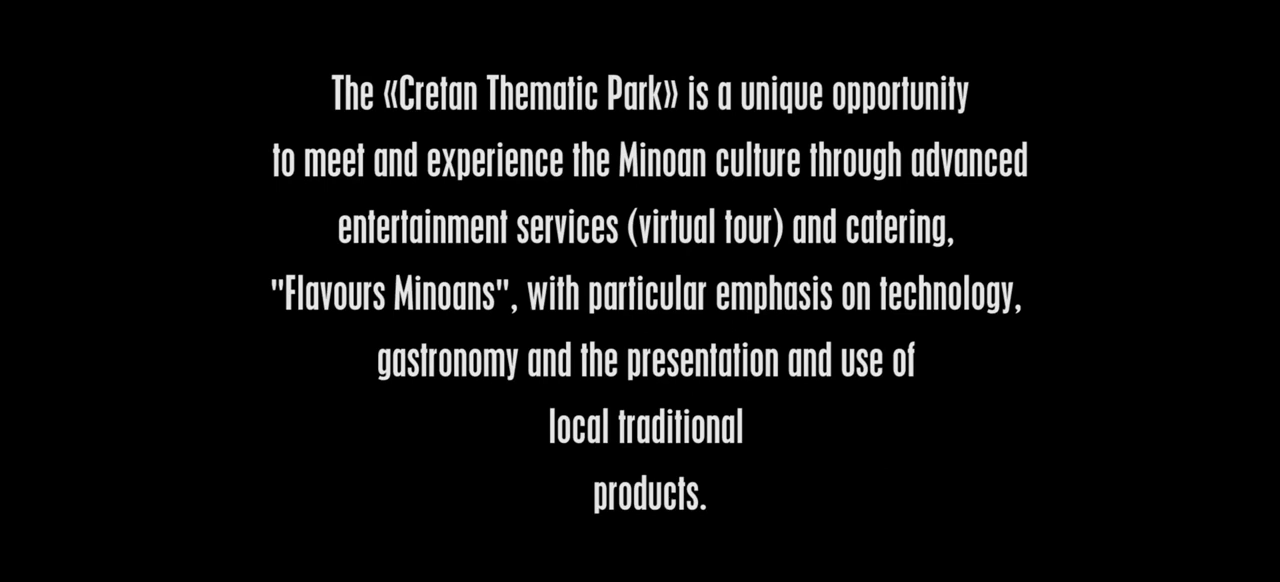 The «Cretan Thematic Park» is a unique opportunity
to meet and experience the Minoan culture through advanced
entertainment services (virtual tour) and catering,
"Flavours Minoans", with particular emphasis on technology,
gastronomy and the presentation and use of
local traditional
products.